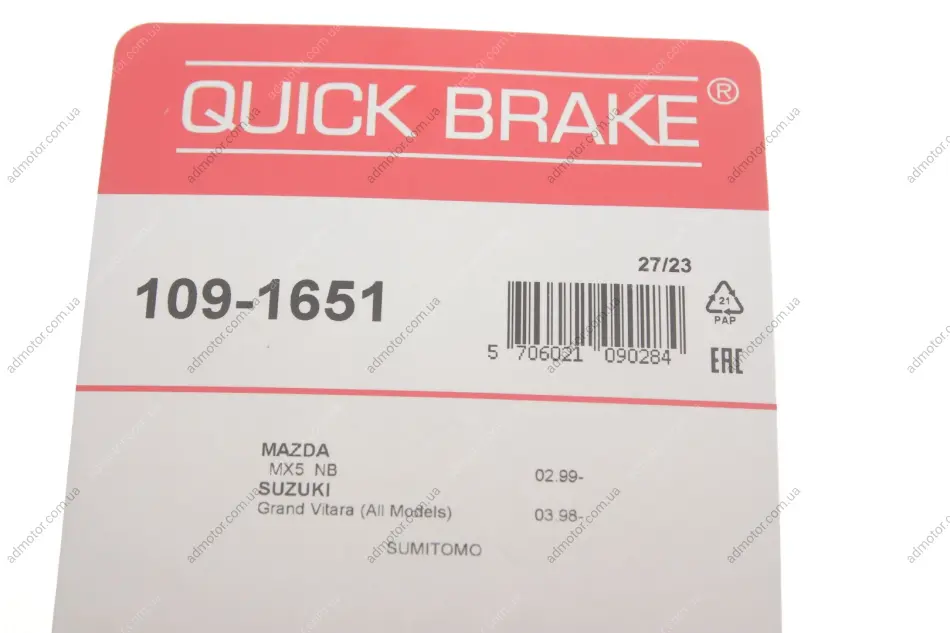 QUICK BRAKE®
27/23
109-1651
21
PAP
5 706021 090284
EAC
MAZDA
MX5 NB 02.99-
SUZUKI
Grand Vitara (All Models) 03.98-
SUMITOMO
admotor.com.ua